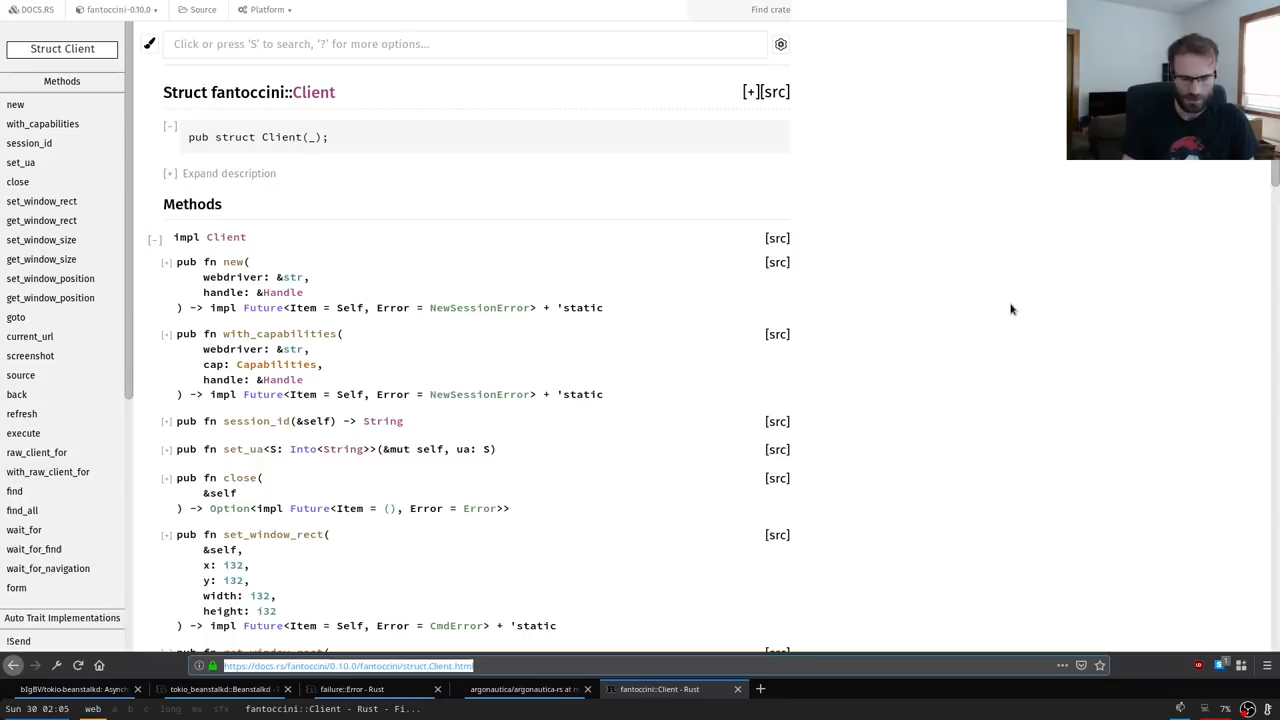 DOCS.RS
fantoccini-0.10.0
Source
Platform
Find crate
Struct Client
Methods
new
with_capabilities
session_id
set_ua
close
set_window_rect
get_window_rect
set_window_size
get_window_size
set_window_position
get_window_position
goto
current_url
screenshot
source
back
refresh
execute
raw_client_for
with_raw_client_for
find
find_all
wait_for
wait_for_find
wait_for_navigation
form
Auto Trait Implementations
!Send
Click or press ‘S’ to search, ‘?’ for more options…
Struct fantoccini::Client
[+][src]
[-]
pub struct Client(_);
[+] Expand description
Methods
[-] impl Client [src]
[+] pub fn new( [src]
webdriver: &str,
handle: &Handle
) -> impl Future<Item = Self, Error = NewSessionError> + 'static
[+] pub fn with_capabilities( [src]
webdriver: &str,
cap: Capabilities,
handle: &Handle
) -> impl Future<Item = Self, Error = NewSessionError> + 'static
[+] pub fn session_id(&self) -> String [src]
[+] pub fn set_ua<S: Into<String>>(&mut self, ua: S) [src]
[+] pub fn close( [src]
&self
) -> Option<impl Future<Item = (), Error = Error>>
[+] pub fn set_window_rect( [src]
&self,
x: i32,
y: i32,
width: i32,
height: i32
) -> impl Future<Item = Self, Error = CmdError> + 'static
https://docs.rs/fantoccini/0.10.0/fantoccini/struct.Client.html
bIgBV/tokio-beanstalkd: Asynch
tokio_beanstalkd::Beanstalkd -
failure::Error - Rust
argonautica/argonautica-rs at m
fantoccini::Client - Rust
Sun 30 02:05
web
a
b
c
long
mx
sfx
fantoccini::Client - Rust - Fi...
7%